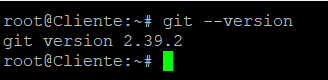 root@Cliente:~# git --version
git version 2.39.2
root@Cliente:~#